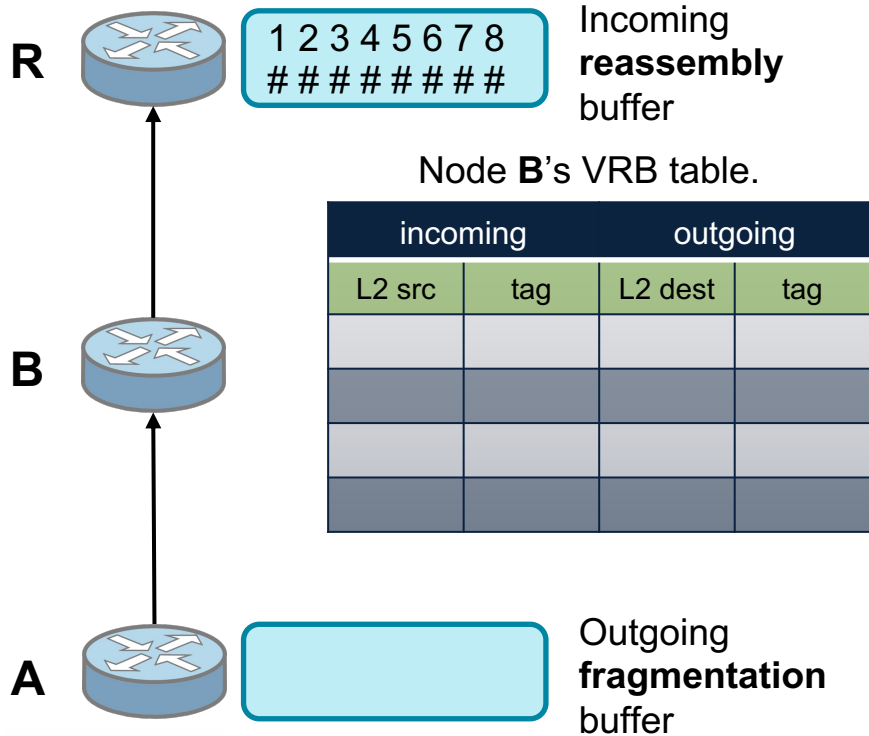 R
1 2 3 4 5 6 7 8
# # # # # # # #
Incoming
reassembly
buffer
Node B's VRB table.
incoming outgoing
L2 src tag L2 dest tag
B
A
Outgoing
fragmentation
buffer